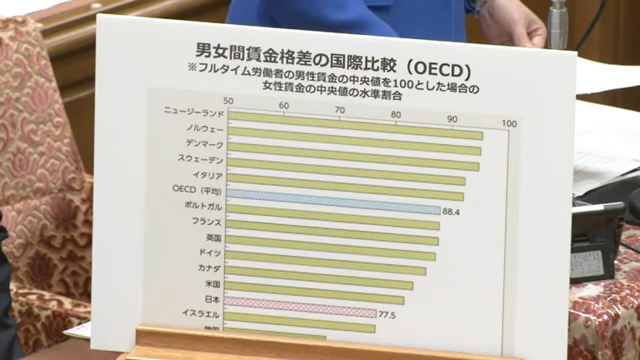 男女間賃金格差の国際比較（OECD）
※フルタイム労働者の男性賃金の中央値を100とした場合の
女性賃金の中央値の水準割合
50 60 70 80 90 100
ニュージーランド
ノルウェー
デンマーク
スウェーデン
イタリア
OECD（平均） 88.4
ポルトガル
フランス
英国
ドイツ
カナダ
米国
日本 77.5
イスラエル